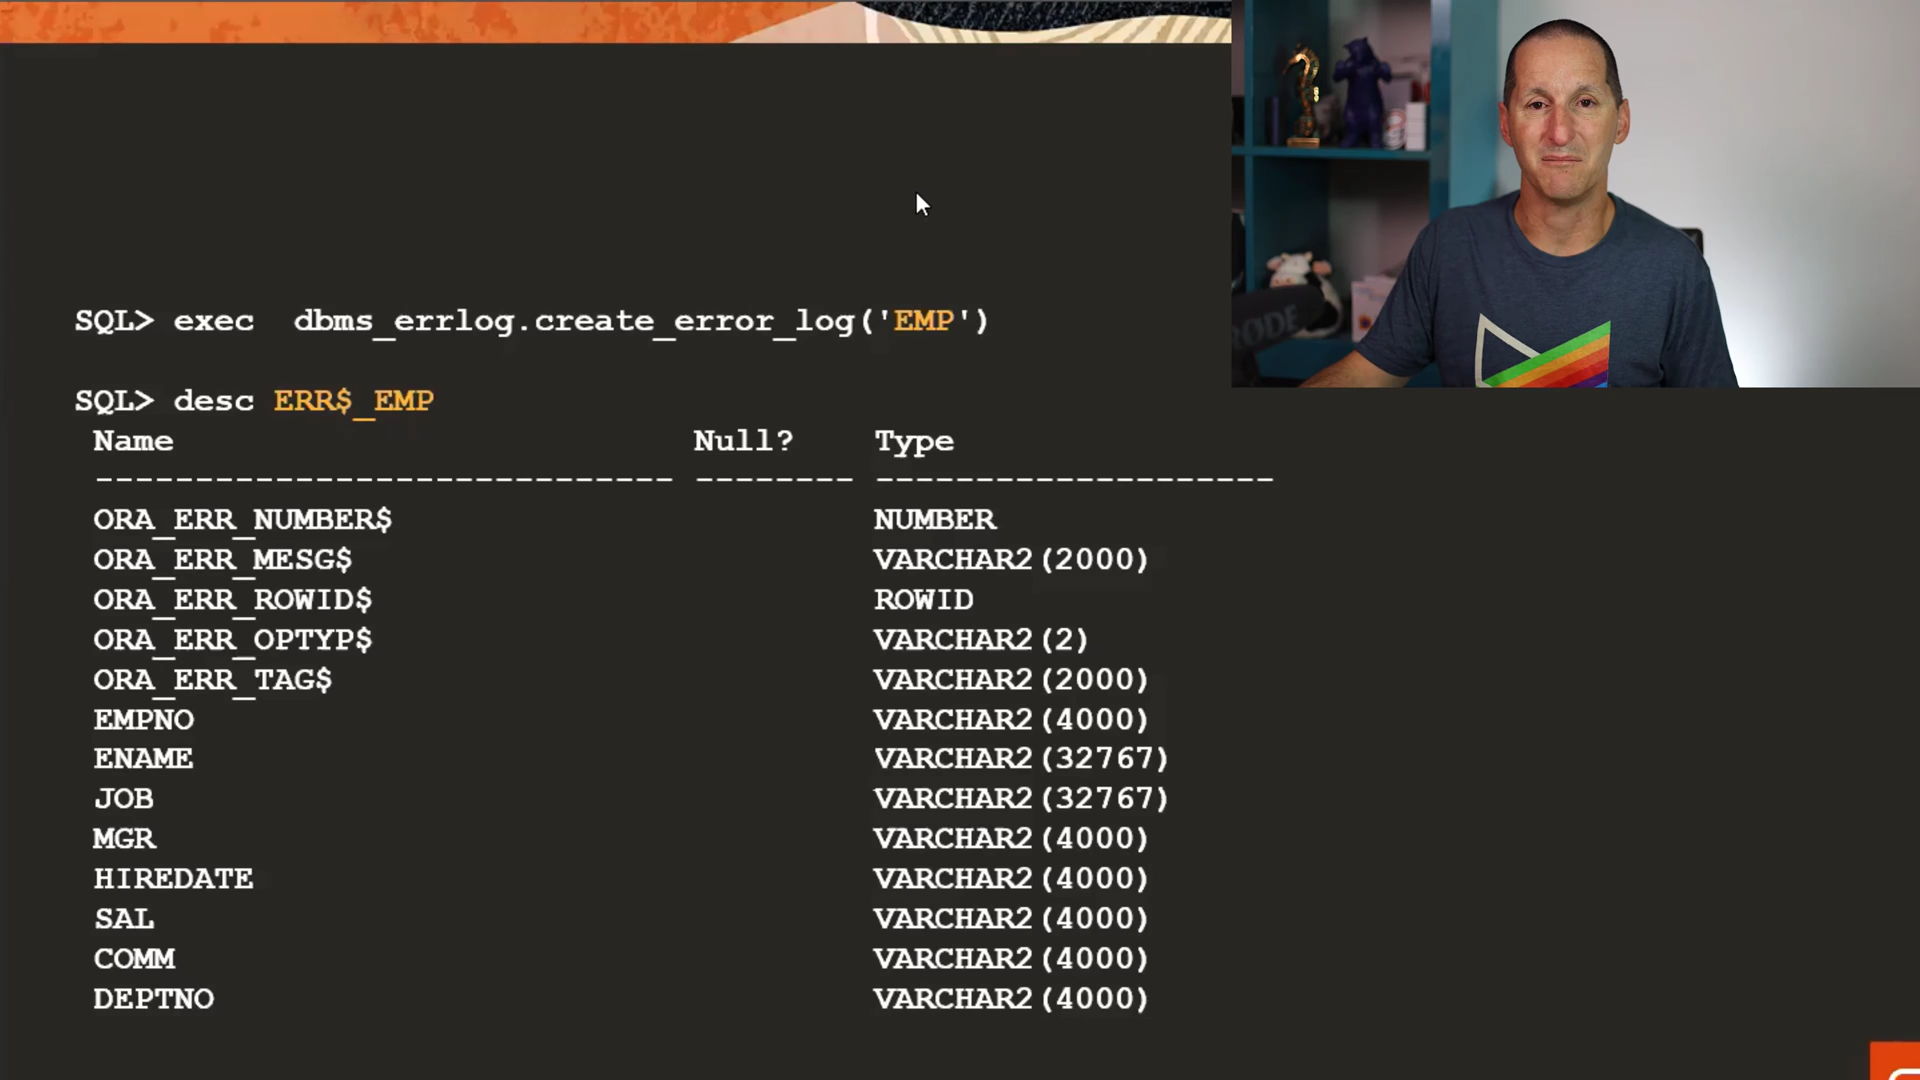 SQL> exec  dbms_errlog.create_error_log('EMP')
SQL> desc ERR$_EMP
Name Null? Type
----------------------------- -------- --------------------
ORA_ERR_NUMBER$ NUMBER
ORA_ERR_MESG$ VARCHAR2(2000)
ORA_ERR_ROWID$ ROWID
ORA_ERR_OPTYP$ VARCHAR2(2)
ORA_ERR_TAG$ VARCHAR2(2000)
EMPNO VARCHAR2(4000)
ENAME VARCHAR2(32767)
JOB VARCHAR2(32767)
MGR VARCHAR2(4000)
HIREDATE VARCHAR2(4000)
SAL VARCHAR2(4000)
COMM VARCHAR2(4000)
DEPTNO VARCHAR2(4000)
RØDE